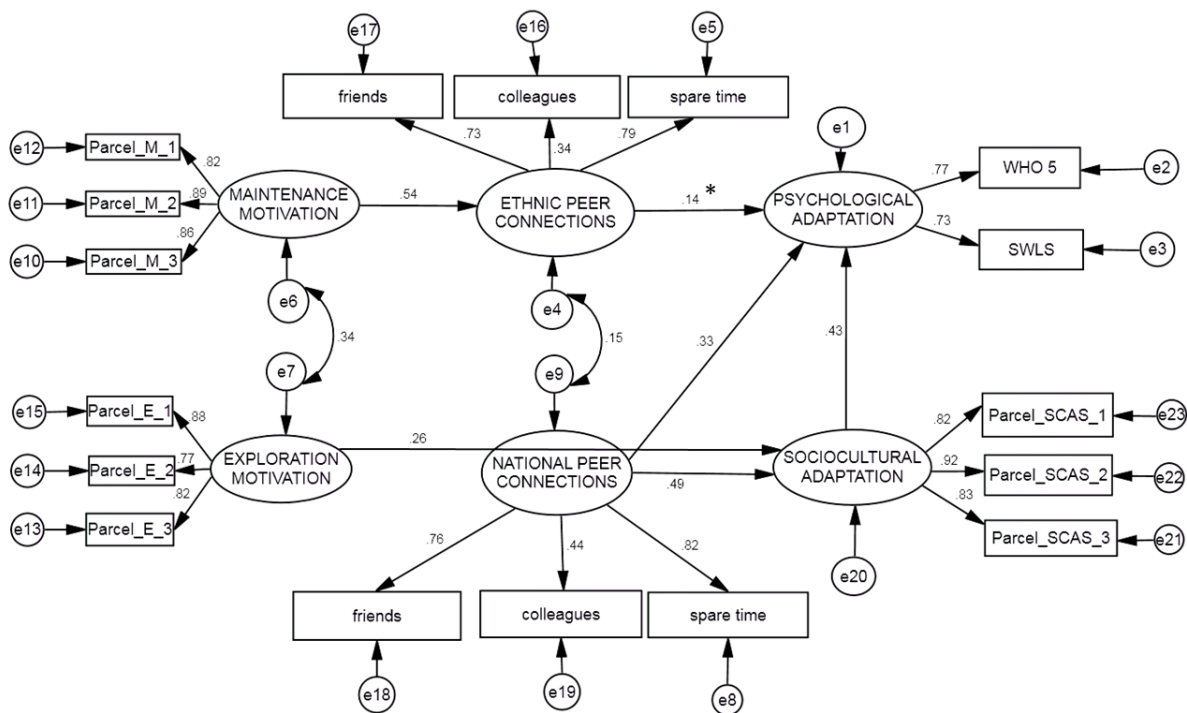 e17
e16
e5
friends
colleagues
spare time
e12
Parcel_M_1
.82
.73
.34
.79
e1
e11
Parcel_M_2
.89
MAINTENANCE
MOTIVATION
.54
ETHNIC PEER
CONNECTIONS
.14
*
PSYCHOLOGICAL
ADAPTATION
.77
WHO 5
e2
e10
Parcel_M_3
.86
.73
SWLS
e3
e6
e4
.34
.15
.33
.43
e7
e9
e15
Parcel_E_1
.88
e14
Parcel_E_2
.77
EXPLORATION
MOTIVATION
.26
NATIONAL PEER
CONNECTIONS
.49
SOCIOCULTURAL
ADAPTATION
.82
Parcel_SCAS_1
e23
.92
Parcel_SCAS_2
e22
e13
Parcel_E_3
.82
.83
Parcel_SCAS_3
e21
.76
.44
.82
e20
friends
colleagues
spare time
e18
e19
e8